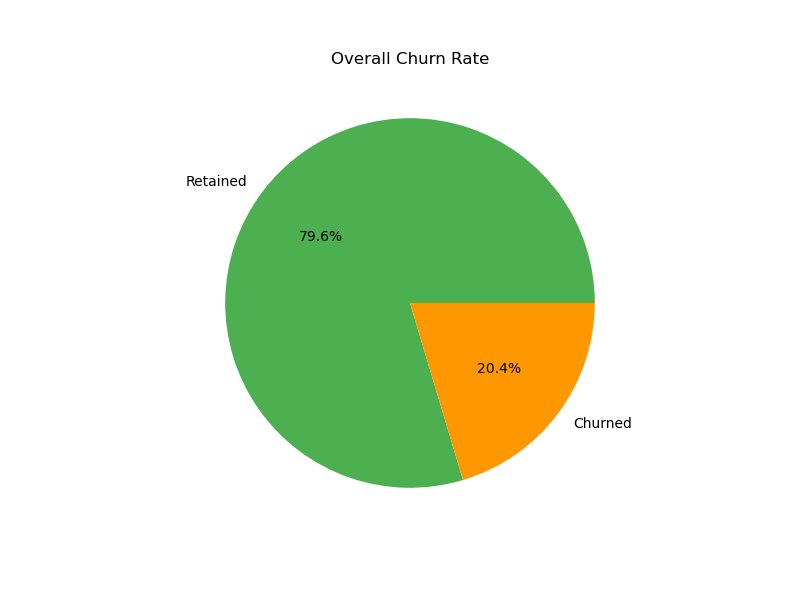 Overall Churn Rate
Retained
79.6%
20.4%
Churned